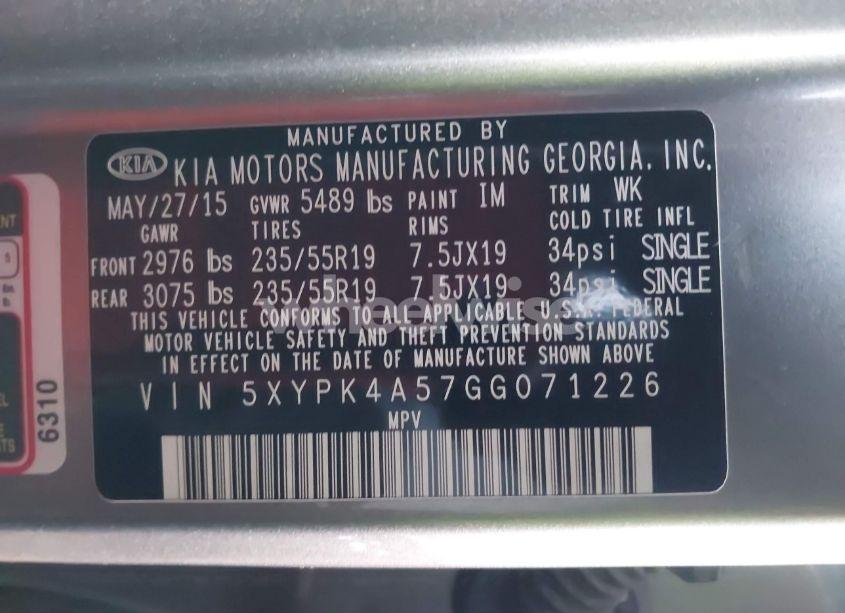 MANUFACTURED BY
KIA KIA MOTORS MANUFACTURING GEORGIA, INC.
MAY/27/15 GVWR 5489 lbs PAINT IM TRIM WK
GAWR TIRES RIMS COLD TIRE INFL
FRONT 2976 lbs 235/55R19 7.5JX19 34psi SINGLE
REAR 3075 lbs 235/55R19 7.5JX19 34psi SINGLE
THIS VEHICLE CONFORMS TO ALL APPLICABLE U.S. FEDERAL
MOTOR VEHICLE SAFETY AND THEFT PREVENTION STANDARDS
IN EFFECT ON THE DATE OF MANUFACTURE SHOWN ABOVE
VIN 5XYPK4A57GG071226
MPV
6310